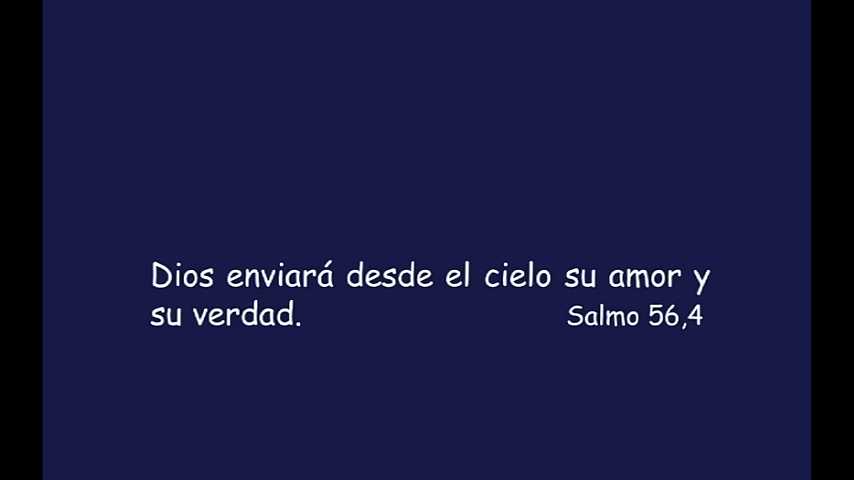 Dios enviará desde el cielo su amor y
su verdad. Salmo 56,4